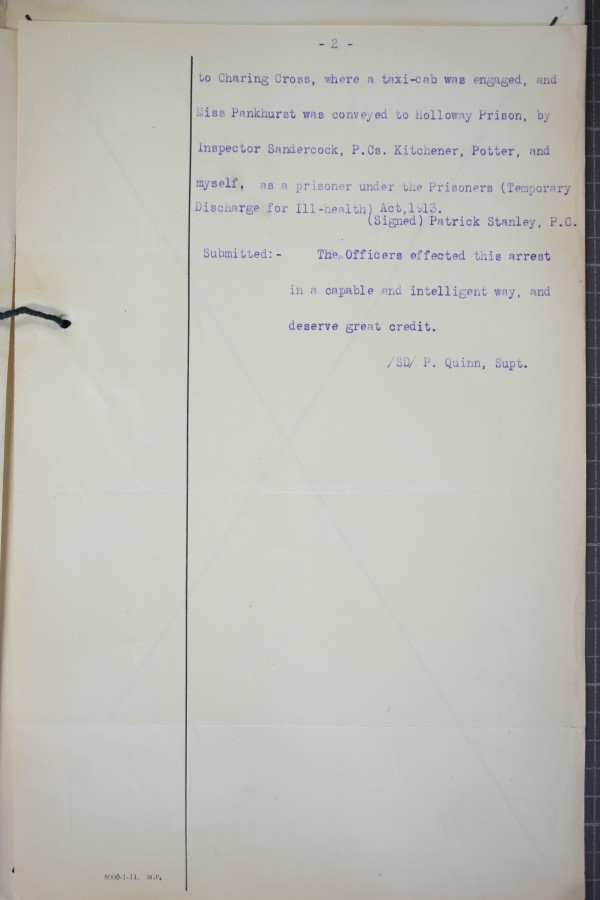 - 2 -
to Charing Cross, where a taxi-cab was engaged, and
Miss Pankhurst was conveyed to Holloway Prison, by
Inspector Sandercock, P.Cs. Kitchener, Potter, and
myself, as a prisoner under the Prisoners (Temporary
Discharge for Ill-health) Act,1913.
(Signed) Patrick Stanley, P.C.
Submitted:- The Officers effected this arrest
in a capable and intelligent way, and
deserve great credit.
/SD/ P. Quinn, Supt.
8000-1-14. M.P.